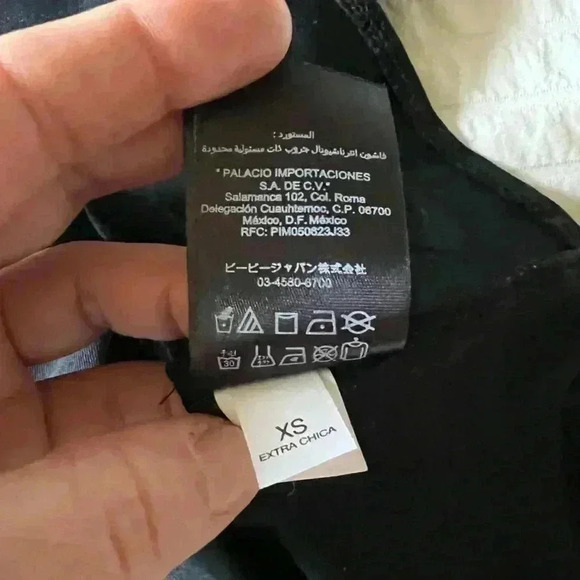 المستورد :
فاشون انترناشيونال جروب ذات مسئولية محدودة
" PALACIO IMPORTACIONES
S.A. DE C.V."
Salamanca 102, Col. Roma
Delegación Cuauhtemoc, C.P. 06700
México, D.F. México
RFC: PIM050623J33
ビービージャパン株式会社
03-4580-6700
30
XS
EXTRA CHICA